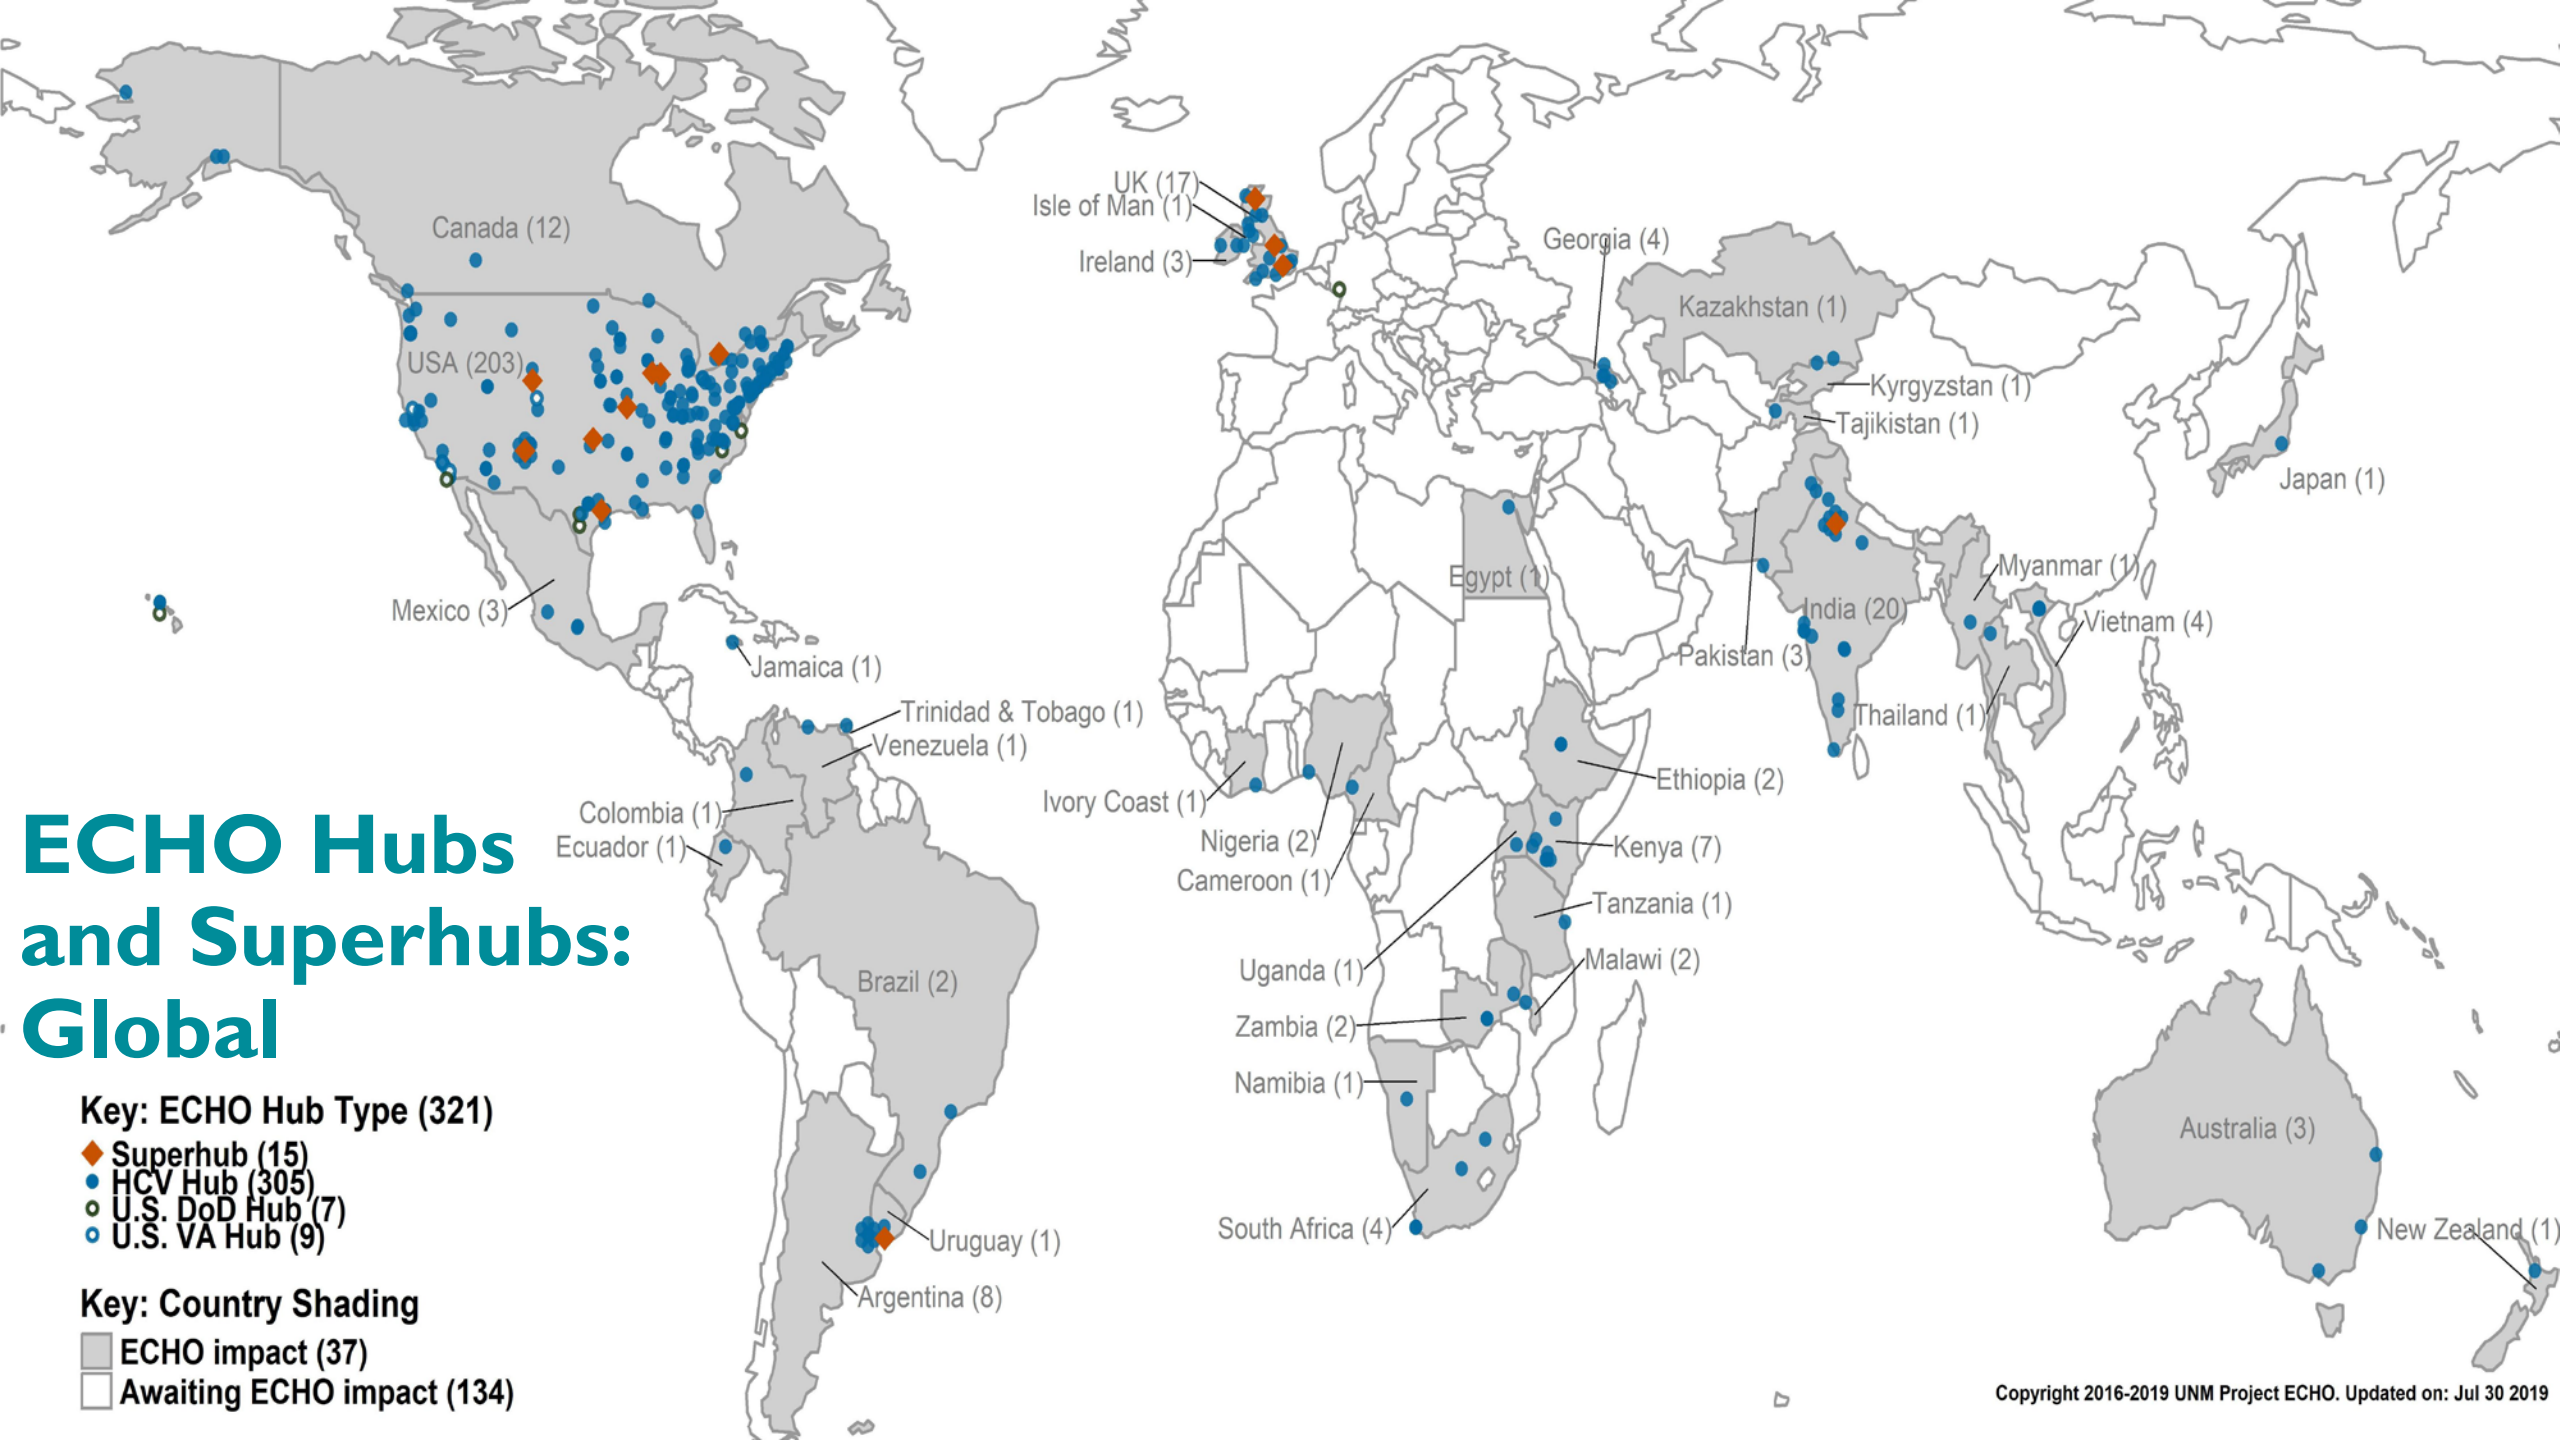 UK (17)
Isle of Man (1)
Ireland (3)
Canada (12)
Georgia (4)
Kazakhstan (1)
USA (203)
Kyrgyzstan (1)
Tajikistan (1)
Japan (1)
Egypt (1)
Myanmar (1)
Mexico (3)
India (20)
Vietnam (4)
Jamaica (1)
Pakistan (3)
Trinidad & Tobago (1)
Thailand (1)
Venezuela (1)
Ethiopia (2)
Ivory Coast (1)
Colombia (1)
Nigeria (2)
Ecuador (1)
Kenya (7)
Cameroon (1)
Tanzania (1)
Uganda (1)
Malawi (2)
Brazil (2)
Zambia (2)
Namibia (1)
Australia (3)
South Africa (4)
New Zealand (1)
Uruguay (1)
Argentina (8)
ECHO Hubs
and Superhubs:
Global
Key: ECHO Hub Type (321)
Superhub (15)
HCV Hub (305)
U.S. DoD Hub (7)
U.S. VA Hub (9)
Key: Country Shading
ECHO impact (37)
Awaiting ECHO impact (134)
Copyright 2016-2019 UNM Project ECHO. Updated on: Jul 30 2019